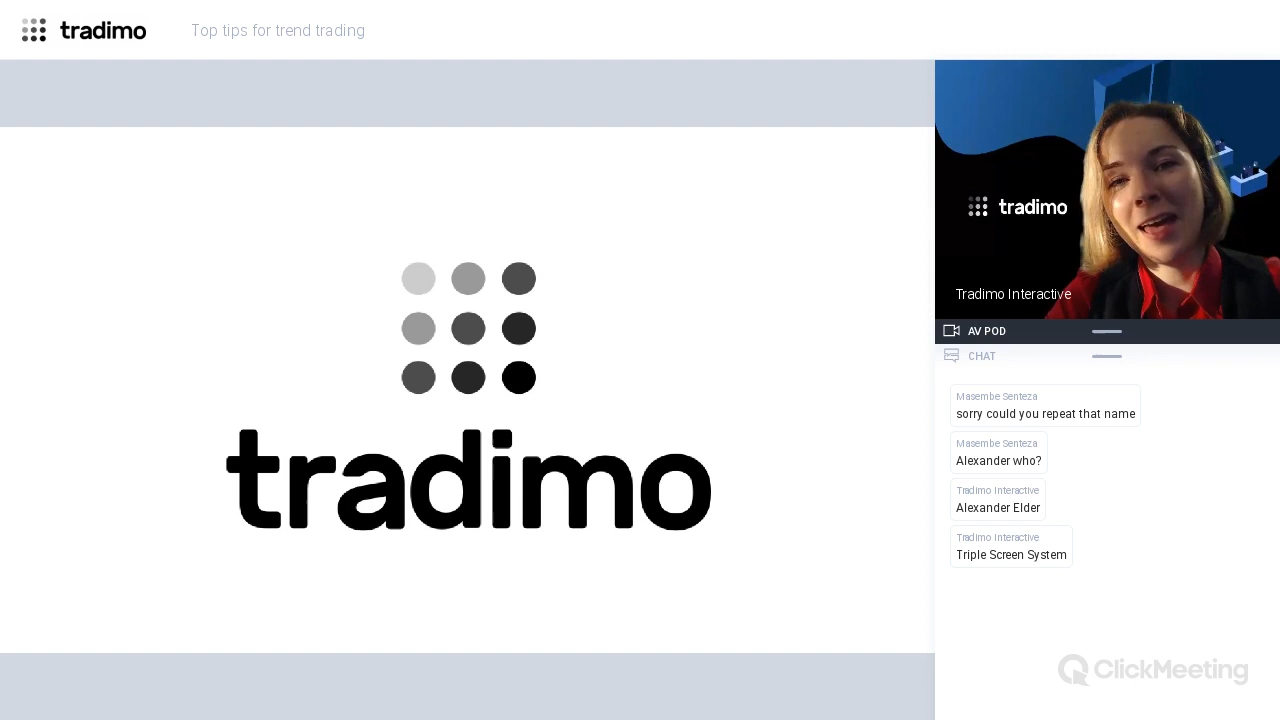 tradimo
Top tips for trend trading
tradimo
tradimo
Tradimo Interactive
AV POD
CHAT
Masembe Senteza
sorry could you repeat that name
Masembe Senteza
Alexander who?
Tradimo Interactive
Alexander Elder
Tradimo Interactive
Triple Screen System
ClickMeeting